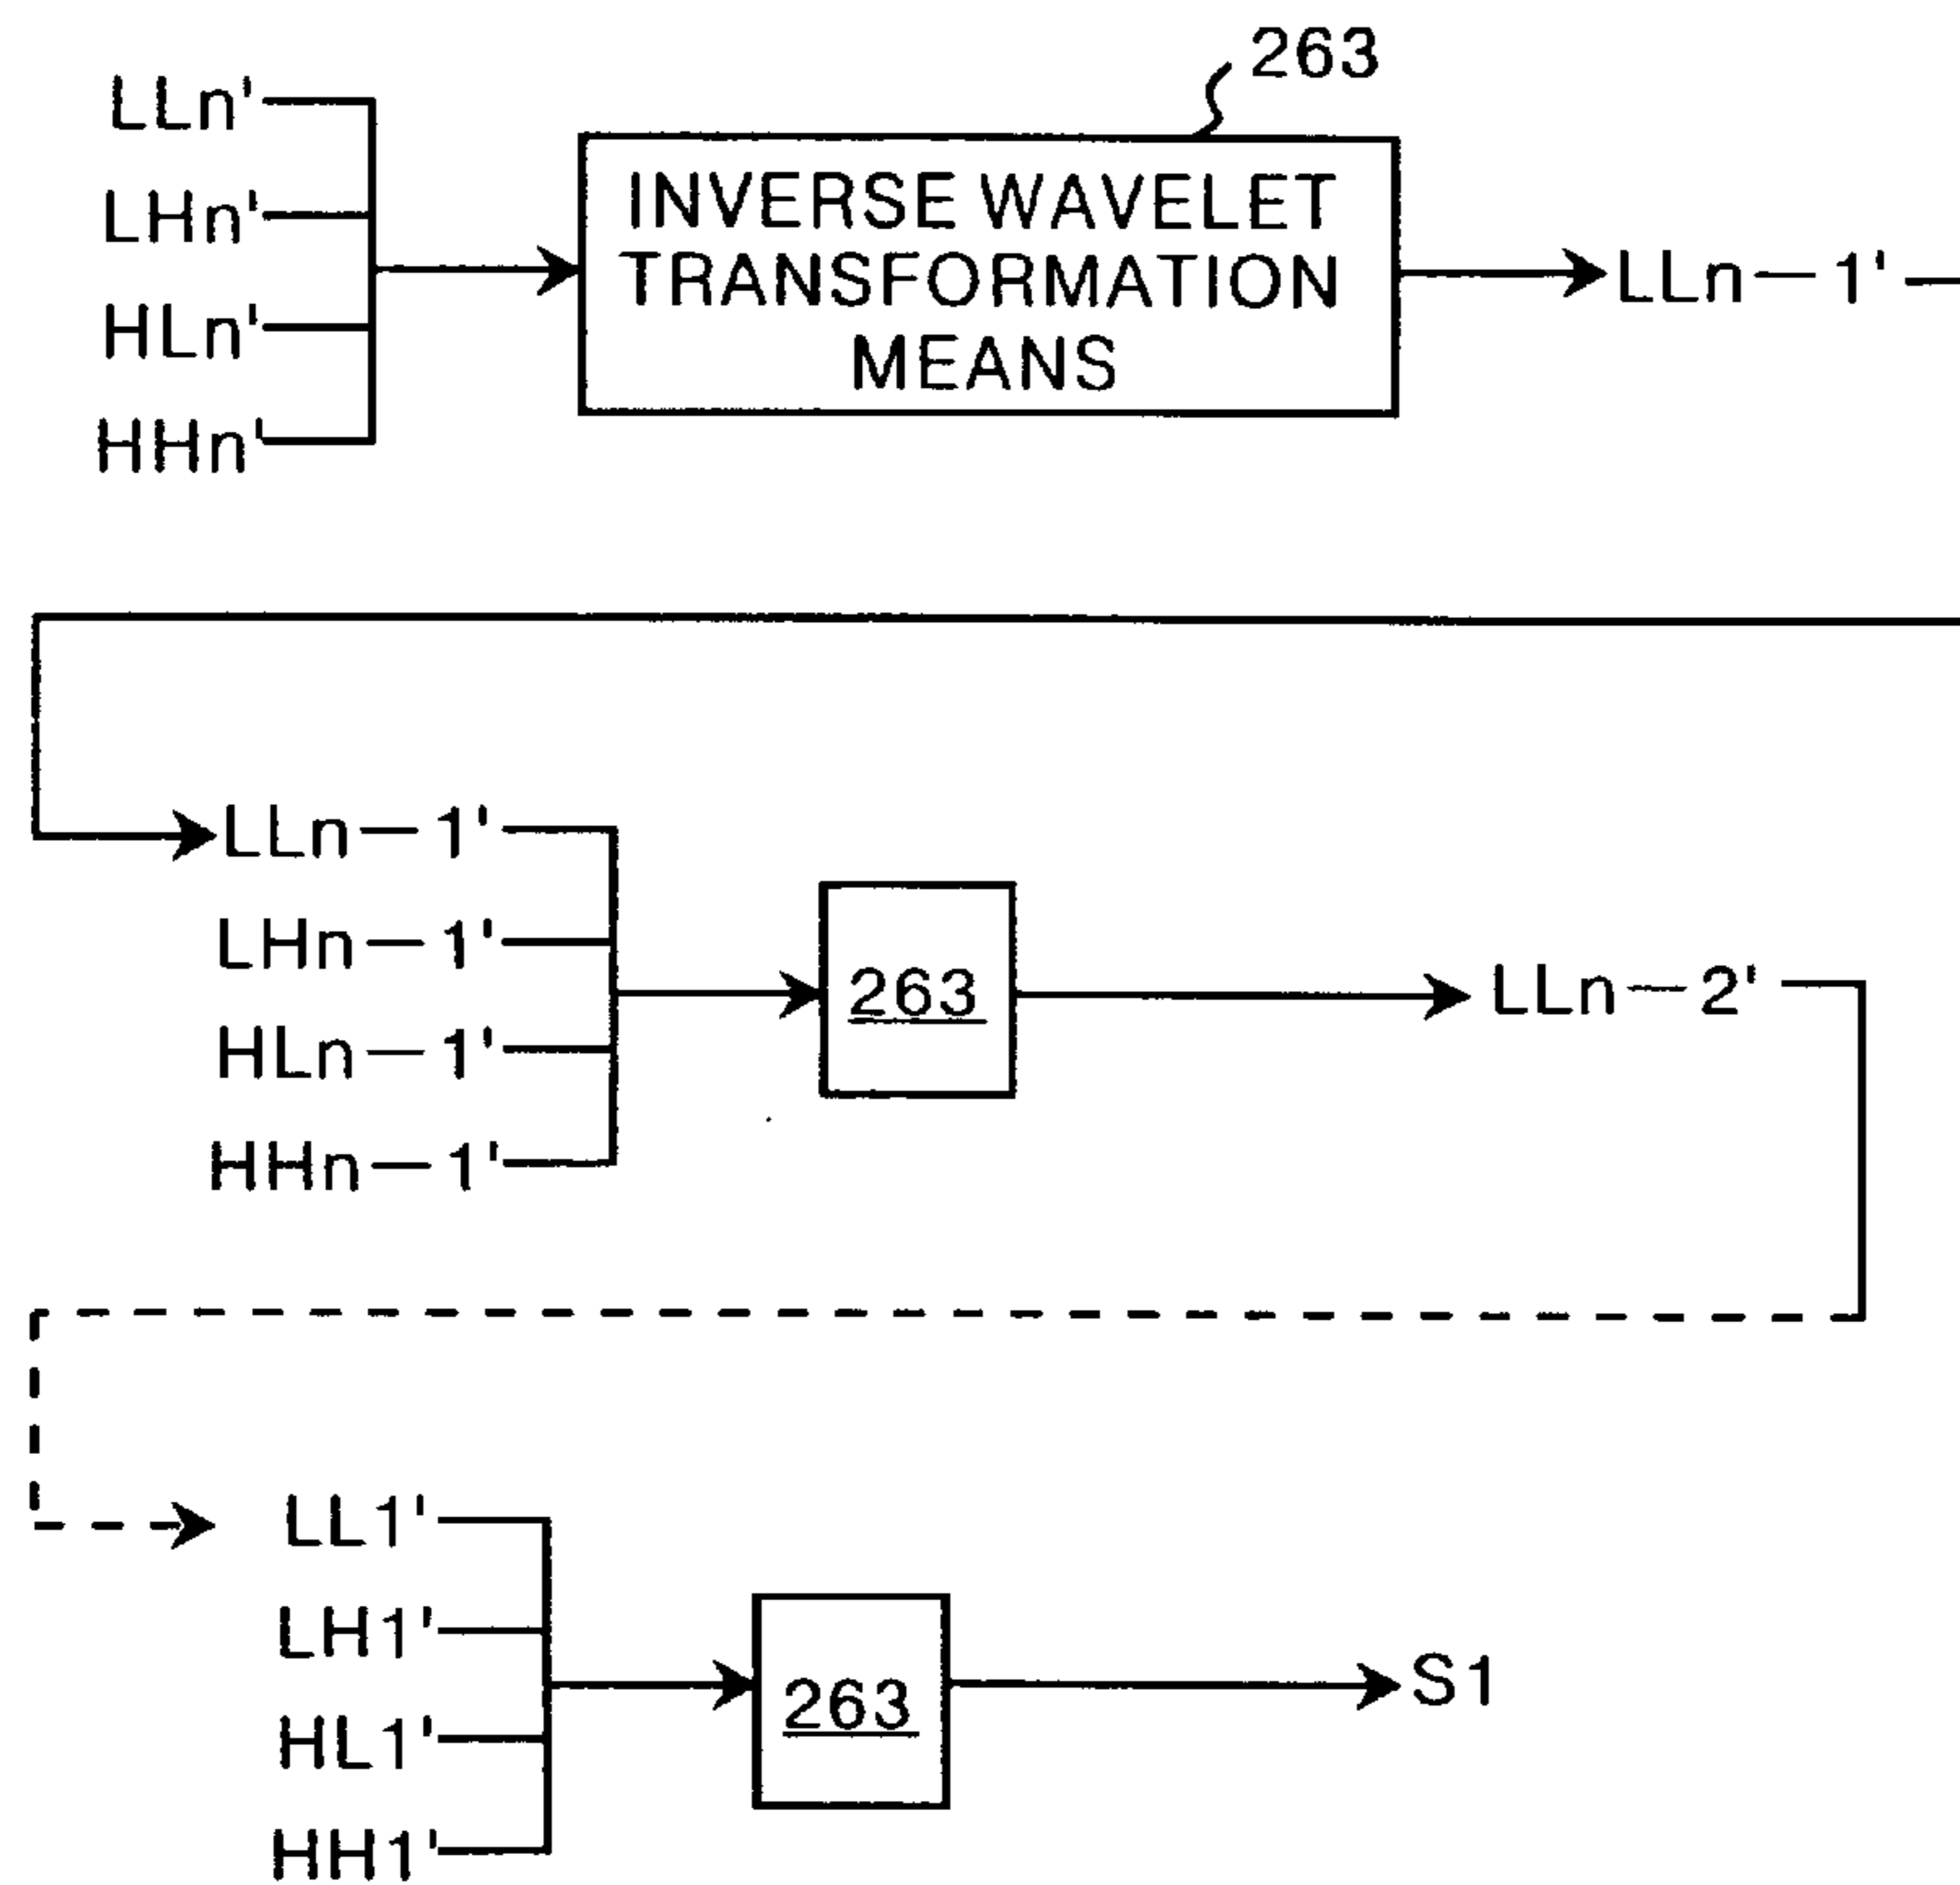 263
LLn'
LHn'
HLn'
HHn'
INVERSE WAVELET
TRANSFORMATION
MEANS
LLn—1'
LLn—1'
LHn—1'
HLn—1'
HHn—1'
263
LLn—2'
LL1'
LH1'
HL1'
HH1'
263
S1